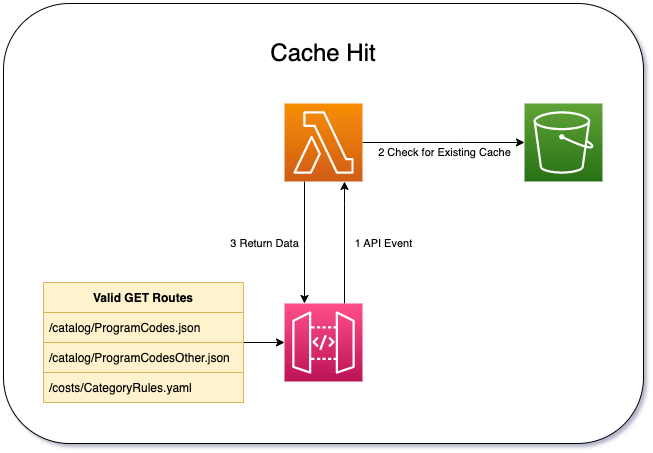 Cache Hit
2 Check for Existing Cache
3 Return Data
1 API Event
Valid GET Routes
/catalog/ProgramCodes.json
/catalog/ProgramCodesOther.json
/costs/CategoryRules.yaml
</>